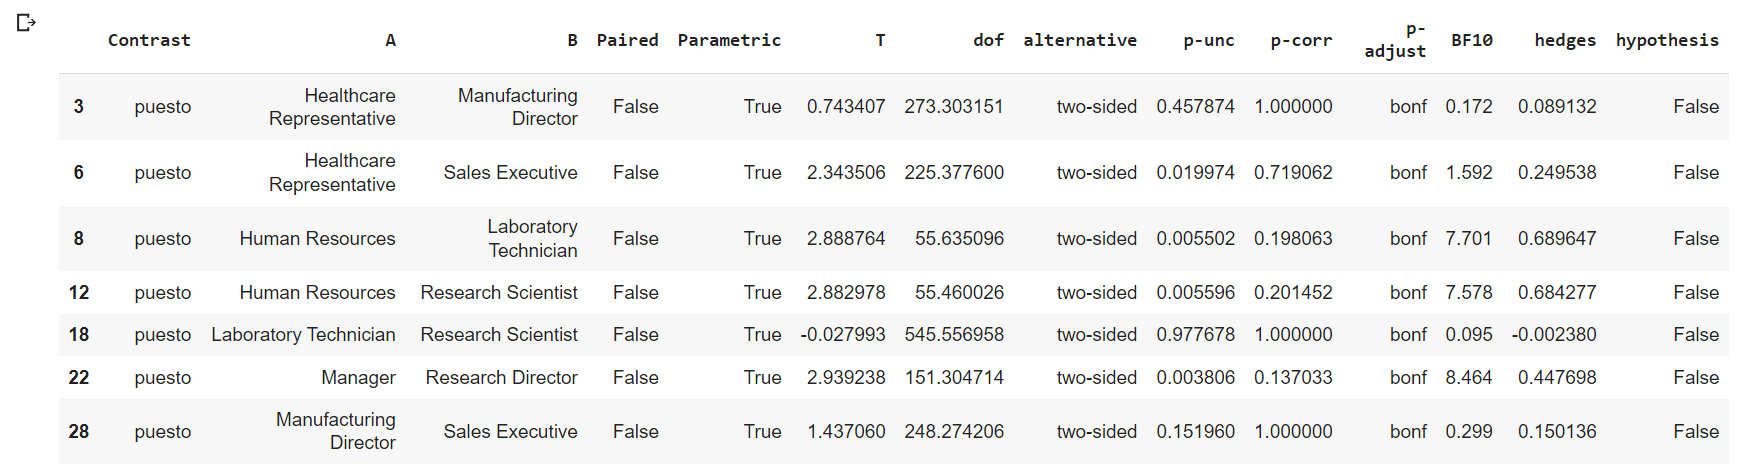 Contrast A B Paired Parametric T dof alternative p-unc p-corr p-adjust BF10 hedges hypothesis
3 puesto Healthcare Representative Manufacturing Director False True 0.743407 273.303151 two-sided 0.457874 1.000000 bonf 0.172 0.089132 False
6 puesto Healthcare Representative Sales Executive False True 2.343506 225.377600 two-sided 0.019974 0.719062 bonf 1.592 0.249538 False
8 puesto Human Resources Laboratory Technician False True 2.888764 55.635096 two-sided 0.005502 0.198063 bonf 7.701 0.689647 False
12 puesto Human Resources Research Scientist False True 2.882978 55.460026 two-sided 0.005596 0.201452 bonf 7.578 0.684277 False
18 puesto Laboratory Technician Research Scientist False True -0.027993 545.556958 two-sided 0.977678 1.000000 bonf 0.095 -0.002380 False
22 puesto Manager Research Director False True 2.939238 151.304714 two-sided 0.003806 0.137033 bonf 8.464 0.447698 False
28 puesto Manufacturing Director Sales Executive False True 1.437060 248.274206 two-sided 0.151960 1.000000 bonf 0.299 0.150136 False